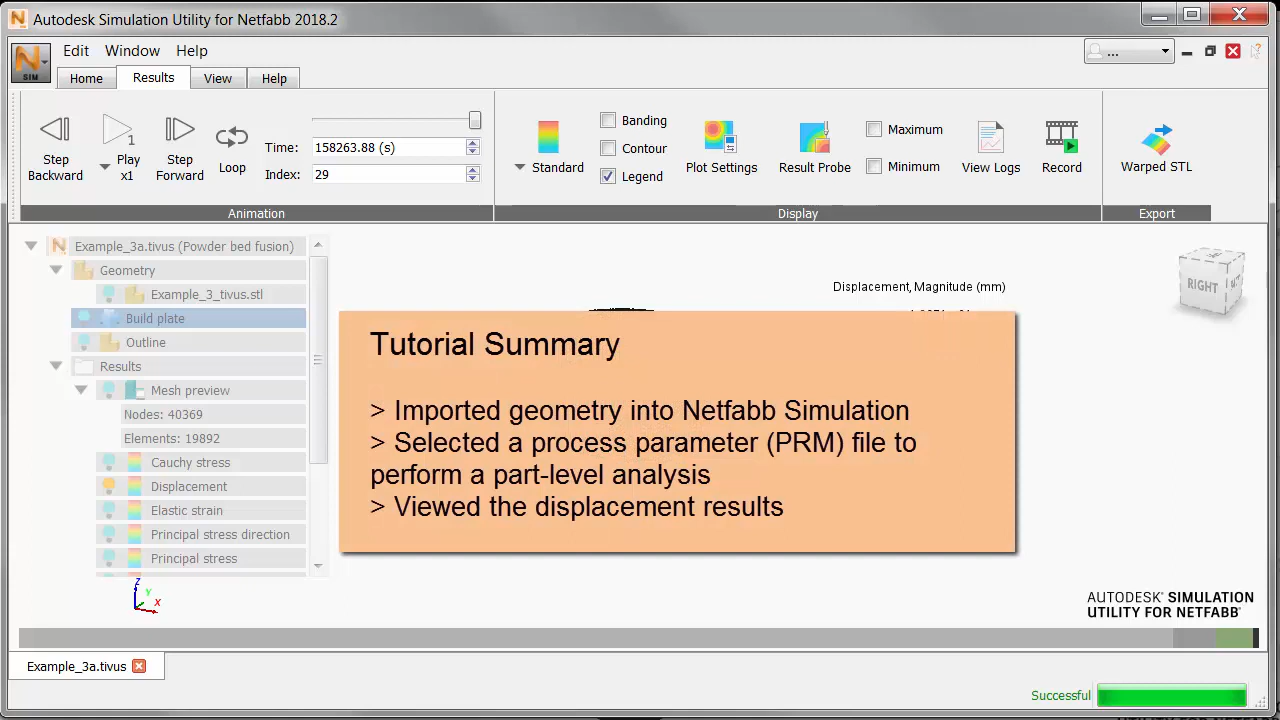 Autodesk Simulation Utility for Netfabb 2018.2
SIM
Edit Window Help
...
Home Results View Help
Step Backward
1
Play x1
Step Forward
Loop
Time: 158263.88 (s)
Index: 29
Animation
Standard
Banding
Contour
Legend
Plot Settings
Result Probe
Maximum
Minimum
View Logs
Record
Display
Warped STL
Export
Example_3a.tivus (Powder bed fusion)
Geometry
Example_3_tivus.stl
Build plate
Outline
Results
Mesh preview
Nodes: 40369
Elements: 19892
Cauchy stress
Displacement
Elastic strain
Principal stress direction
Principal stress
Displacement, Magnitude (mm)
RIGHT
Tutorial Summary
> Imported geometry into Netfabb Simulation
> Selected a process parameter (PRM) file to
perform a part-level analysis
> Viewed the displacement results
Z
Y
X
AUTODESK® SIMULATION
UTILITY FOR NETFABB®
Example_3a.tivus
Successful